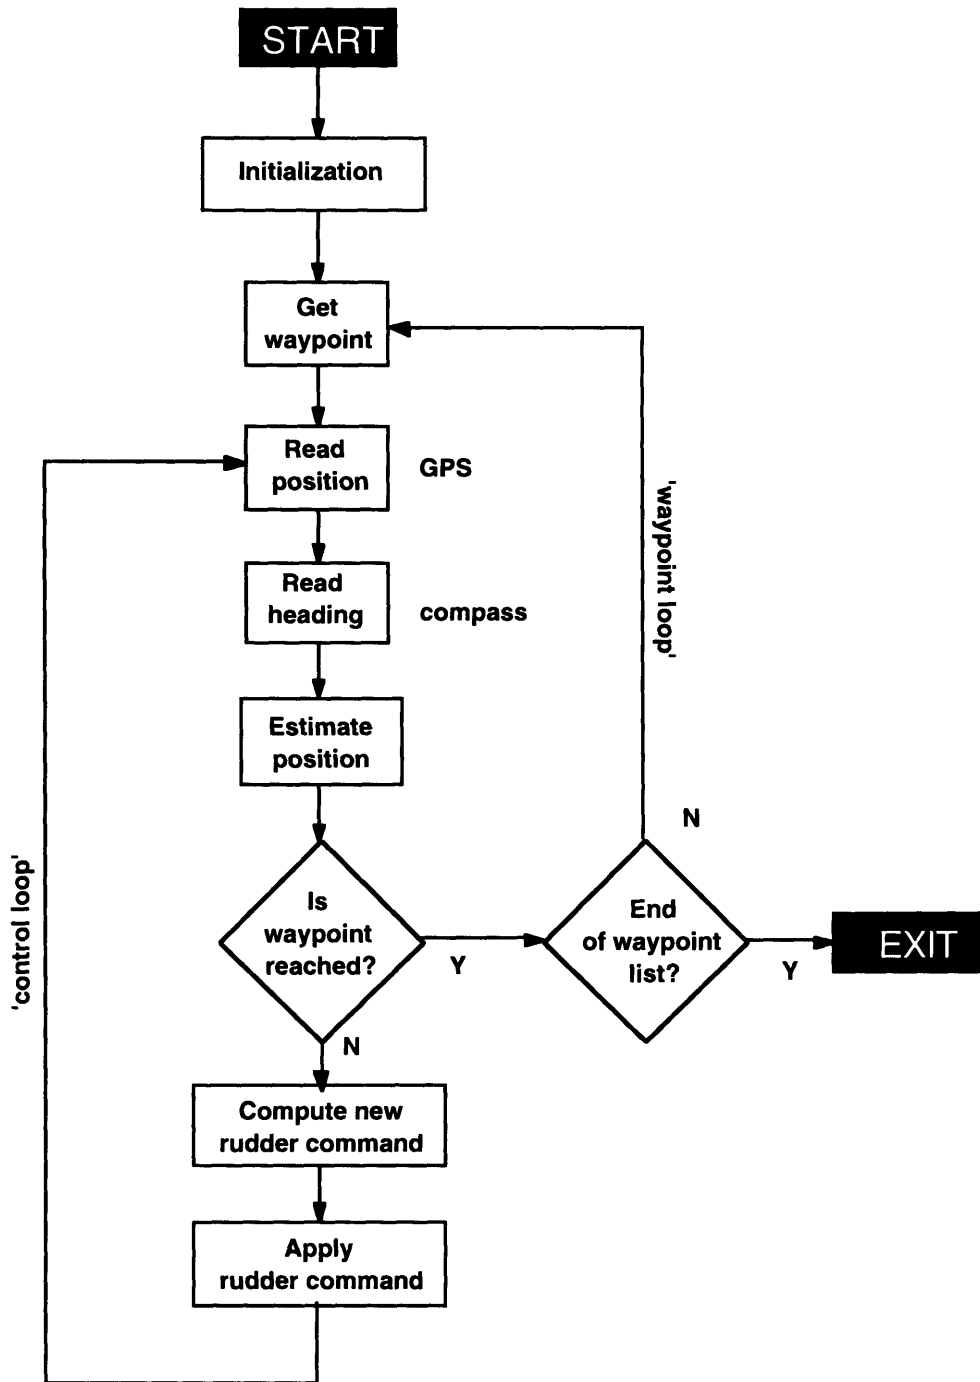 START
Initialization
Get
waypoint
Read
position
GPS
Read
heading
compass
'waypoint loop'
Estimate
position
N
'control loop'
Is
waypoint
reached?
Y
End
of waypoint
list?
Y
EXIT
N
Compute new
rudder command
Apply
rudder command